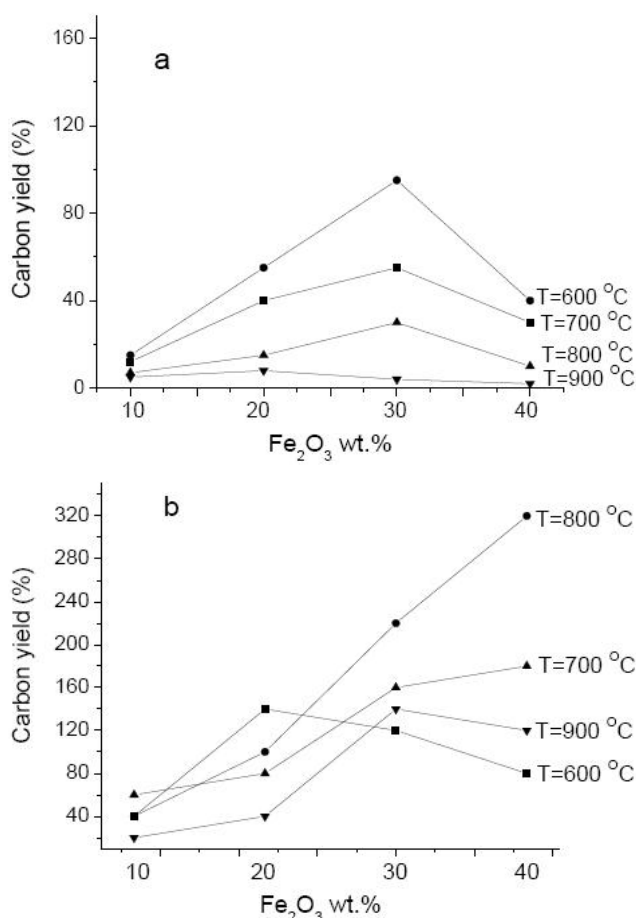 a
160
120
80
40
0
Carbon yield (%)
T=600 °C
T=700 °C
T=800 °C
T=900 °C
10 20 30 40
Fe₂O₃ wt.%
b
320
280
240
200
160
120
80
40
Carbon yield (%)
T=800 °C
T=700 °C
T=900 °C
T=600 °C
10 20 30 40
Fe₂O₃ wt.%